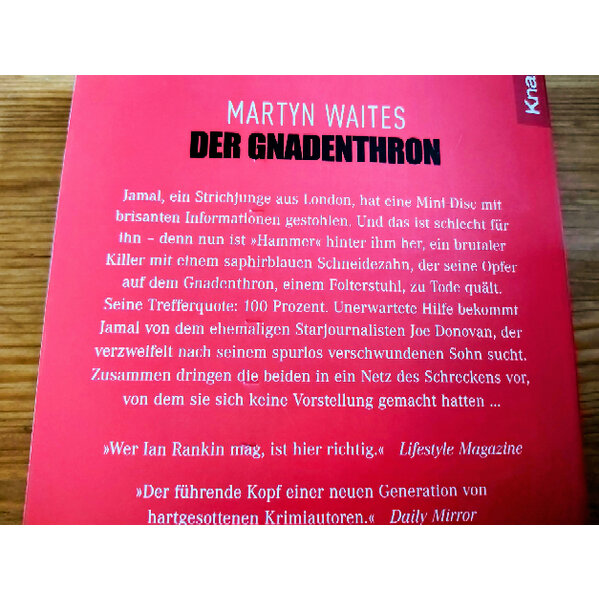 Kna
MARTYN WAITES
DER GNADENTHRON
Jamal, ein Strichjunge aus London, hat eine Mini Disc mit
brisanten Informationen gestohlen. Und das ist schlecht für
ihn – denn nun ist »Hammer« hinter ihm her, ein brutaler
Killer mit einem saphirblauen Schneidezahn, der seine Opfer
auf dem Gnadenthron, einem Folterstuhl, zu Tode quält.
Seine Trefferquote: 100 Prozent. Unerwartete Hilfe bekommt
Jamal von dem ehemaligen Starjournalisten Joe Donovan, der
verzweifelt nach seinem spurlos verschwundenen Sohn sucht.
Zusammen dringen die beiden in ein Netz des Schreckens vor,
von dem sie sich keine Vorstellung gemacht hatten ...
»Wer Ian Rankin mag, ist hier richtig.« Lifestyle Magazine
»Der führende Kopf einer neuen Generation von
hartgesottenen Krimiautoren.« Daily Mirror